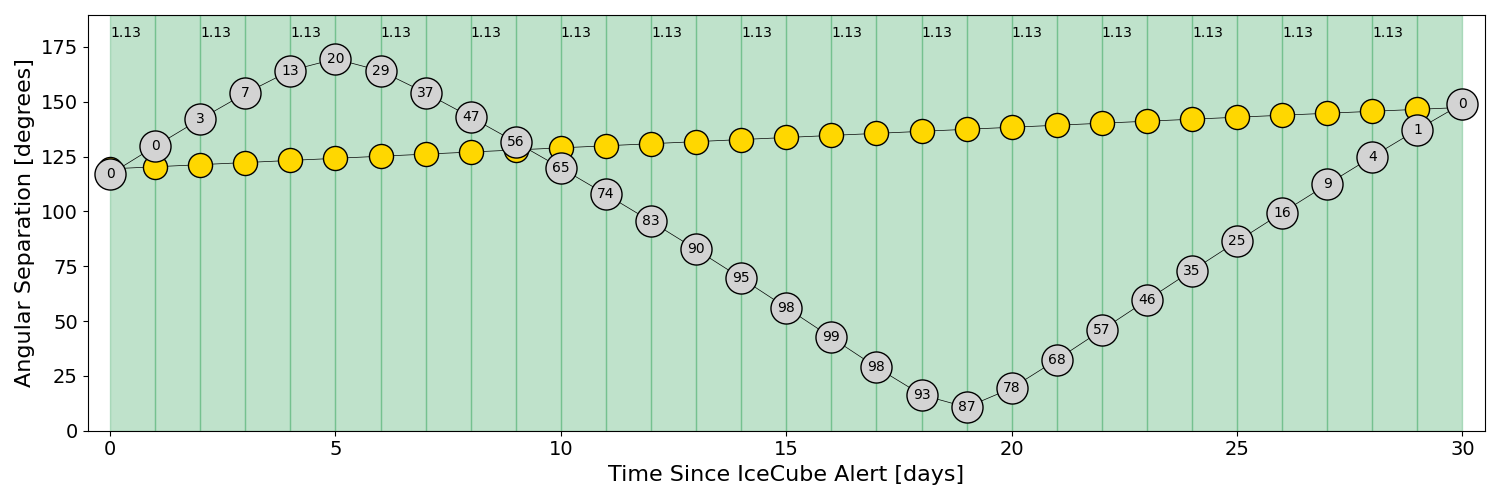 1.13 1.13 1.13 1.13 1.13 1.13 1.13 1.13 1.13 1.13 1.13 1.13 1.13 1.13 1.13
175
150
125
100
75
50
25
0
Angular Separation [degrees]
0 0 3 7 13 20 29 37 47 56 65 74 83 90 95 98 99 98 93 87 78 68 57 46 35 25 16 9 4 1 0
0 5 10 15 20 25 30
Time Since IceCube Alert [days]